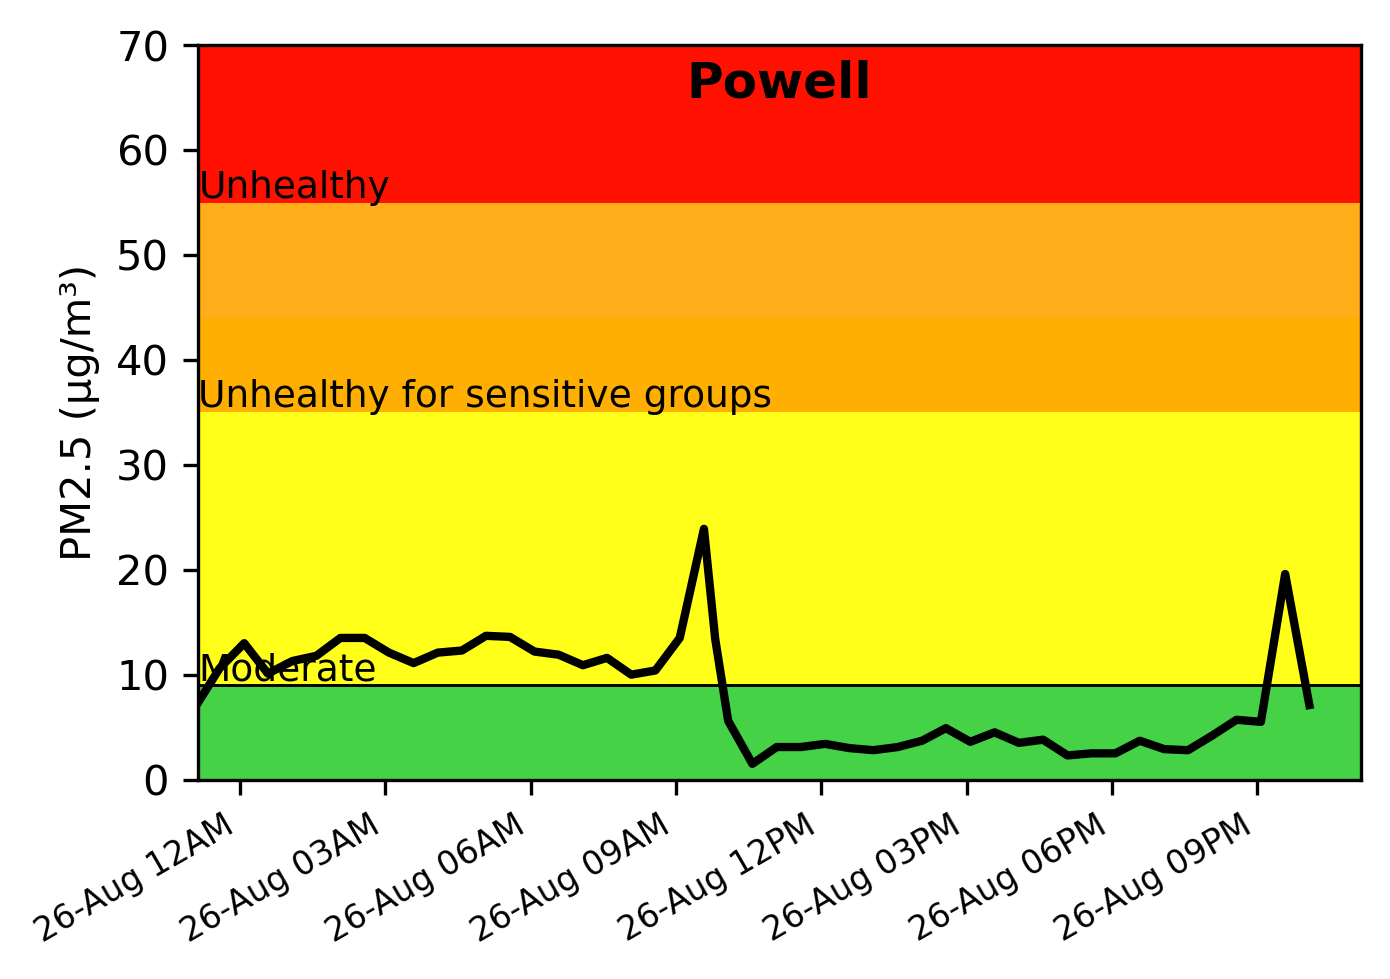 Powell
70
60
50
40
30
20
10
0
PM2.5 (µg/m³)
Unhealthy
Unhealthy for sensitive groups
Moderate
26-Aug 12AM
26-Aug 03AM
26-Aug 06AM
26-Aug 09AM
26-Aug 12PM
26-Aug 03PM
26-Aug 06PM
26-Aug 09PM